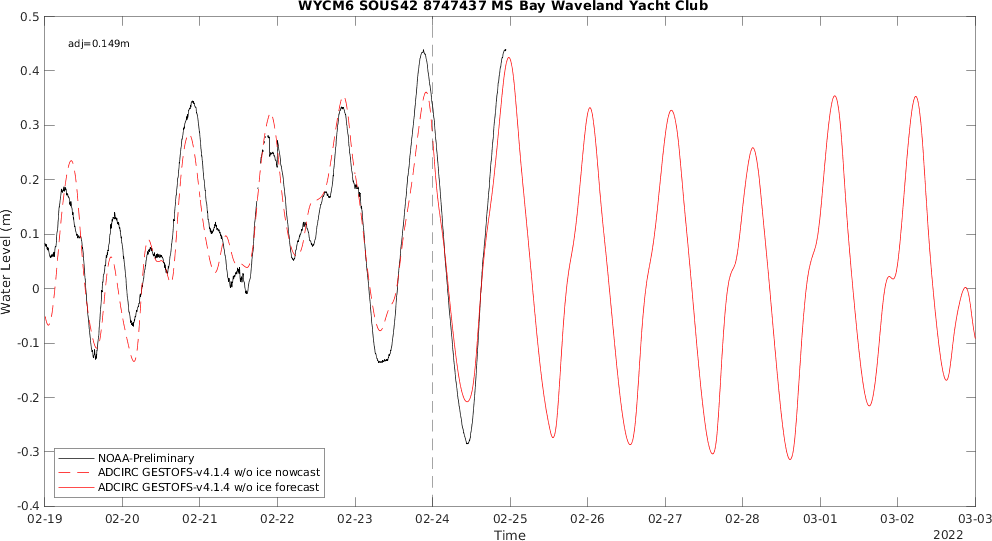 WYCM6 SOUS42 8747437 MS Bay Waveland Yacht Club
adj=0.149m
0.5
0.4
0.3
0.2
0.1
0
-0.1
-0.2
-0.3
-0.4
Water Level (m)
NOAA-Preliminary
ADCIRC GESTOFS-v4.1.4 w/o ice nowcast
ADCIRC GESTOFS-v4.1.4 w/o ice forecast
02-19 02-20 02-21 02-22 02-23 02-24 02-25 02-26 02-27 02-28 03-01 03-02 03-03
Time
2022